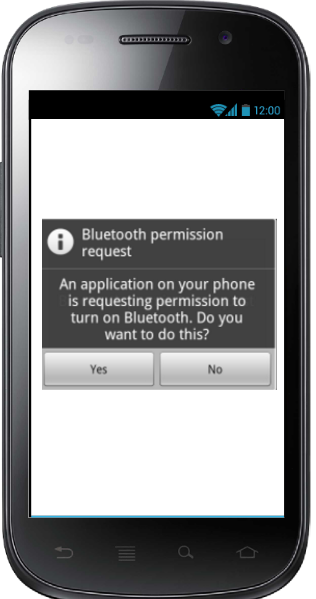 12:00
Bluetooth permission
request
An application on your phone
is requesting permission to
turn on Bluetooth. Do you
want to do this?
Yes
No